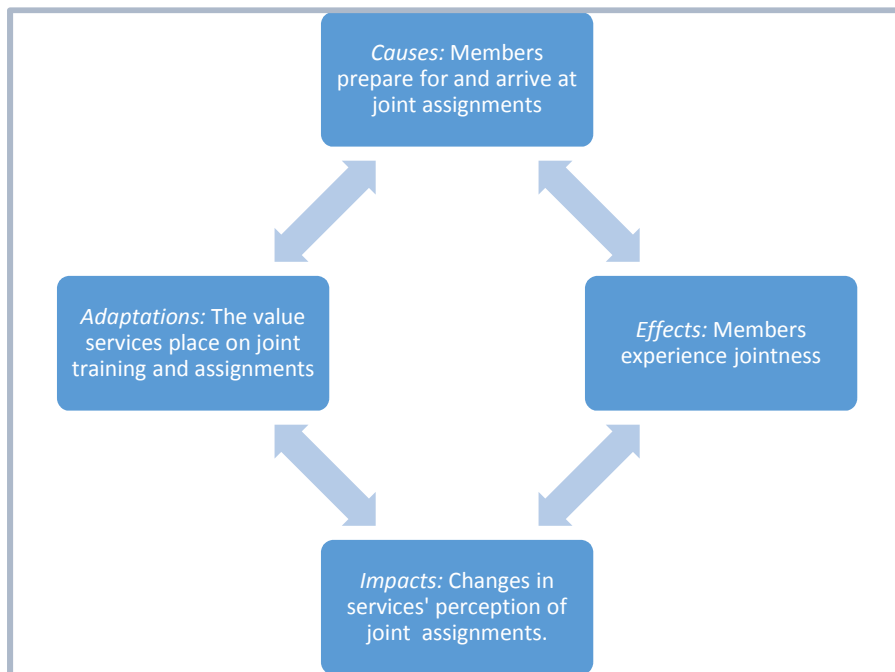 Causes: Members
prepare for and arrive at
joint assignments
Adaptations: The value
services place on joint
training and assignments
Effects: Members
experience jointness
Impacts: Changes in
services' perception of
joint assignments.